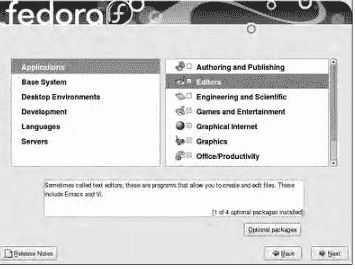 fedora
Applications
Base System
Desktop Environments
Development
Languages
Servers
Authoring and Publishing
Editors
Engineering and Scientific
Games and Entertainment
Graphical Internet
Graphics
Office/Productivity
Sometimes called text editors, these are programs that allow you to create and edit files. These
include Emacs and Vi.
[1 of 4 optional packages installed]
Optional packages
Release Notes
Back
Next